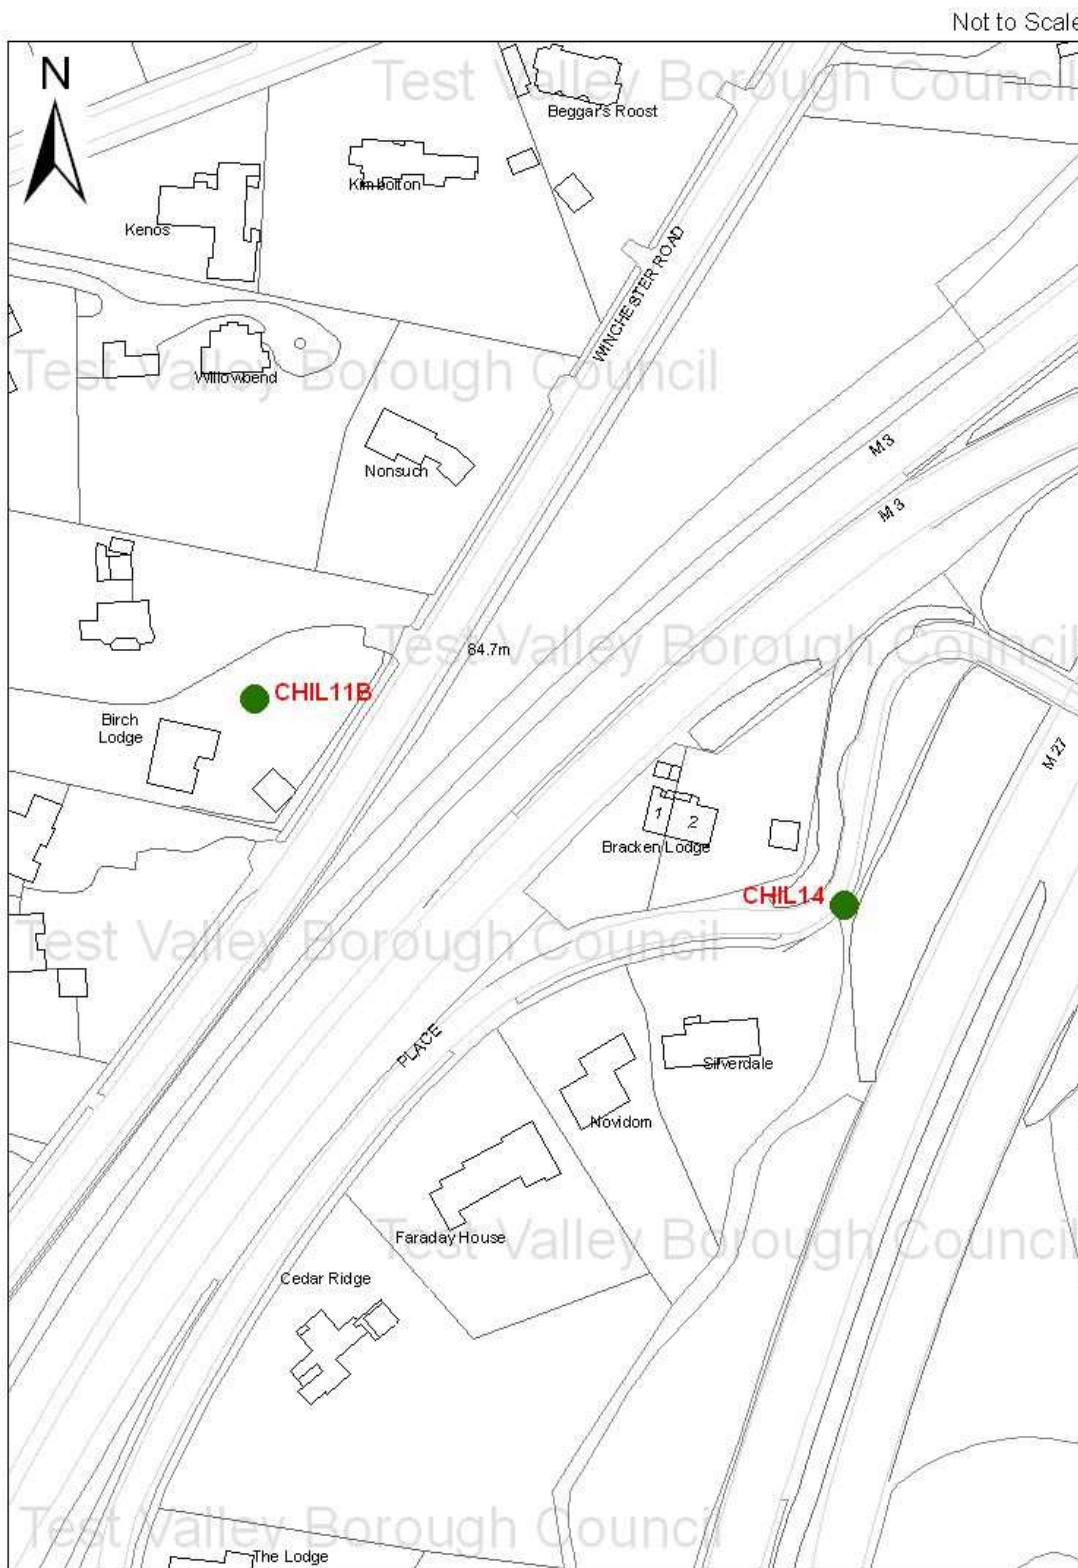 Not to Scale
N
Test Valley Borough Council
Beggar's Roost
Kimbolton
Kenos
WINCHESTER ROAD
Test Valley Borough Council
Willowbend
Nonsuch
M 3
M 3
Test Valley Borough Council
84.7m
CHIL11B
Birch
Lodge
M 27
1
2
Bracken Lodge
CHIL14
Test Valley Borough Council
PLACE
Silverdale
Novidom
Faraday House
Test Valley Borough Council
Cedar Ridge
Test Valley Borough Council
The Lodge